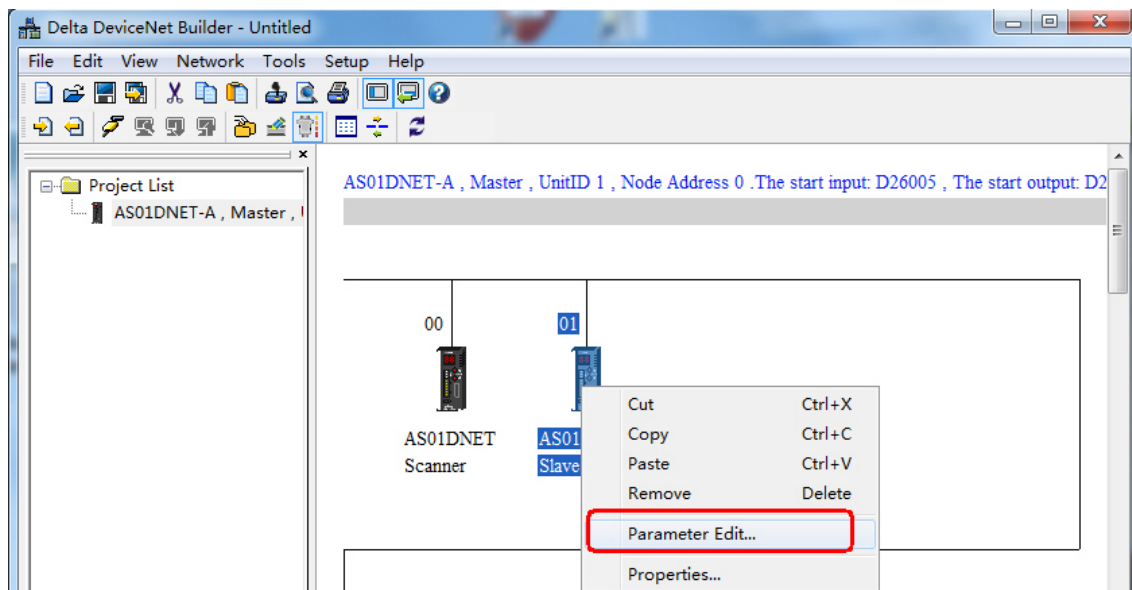 Delta DeviceNet Builder - Untitled
File Edit View Network Tools Setup Help
Project List
AS01DNET-A , Master ,
AS01DNET-A , Master , UnitID 1 , Node Address 0 .The start input: D26005 , The start output: D2
00
01
AS01DNET
Scanner
AS01
Slave
Cut Ctrl+X
Copy Ctrl+C
Paste Ctrl+V
Remove Delete
Parameter Edit...
Properties...